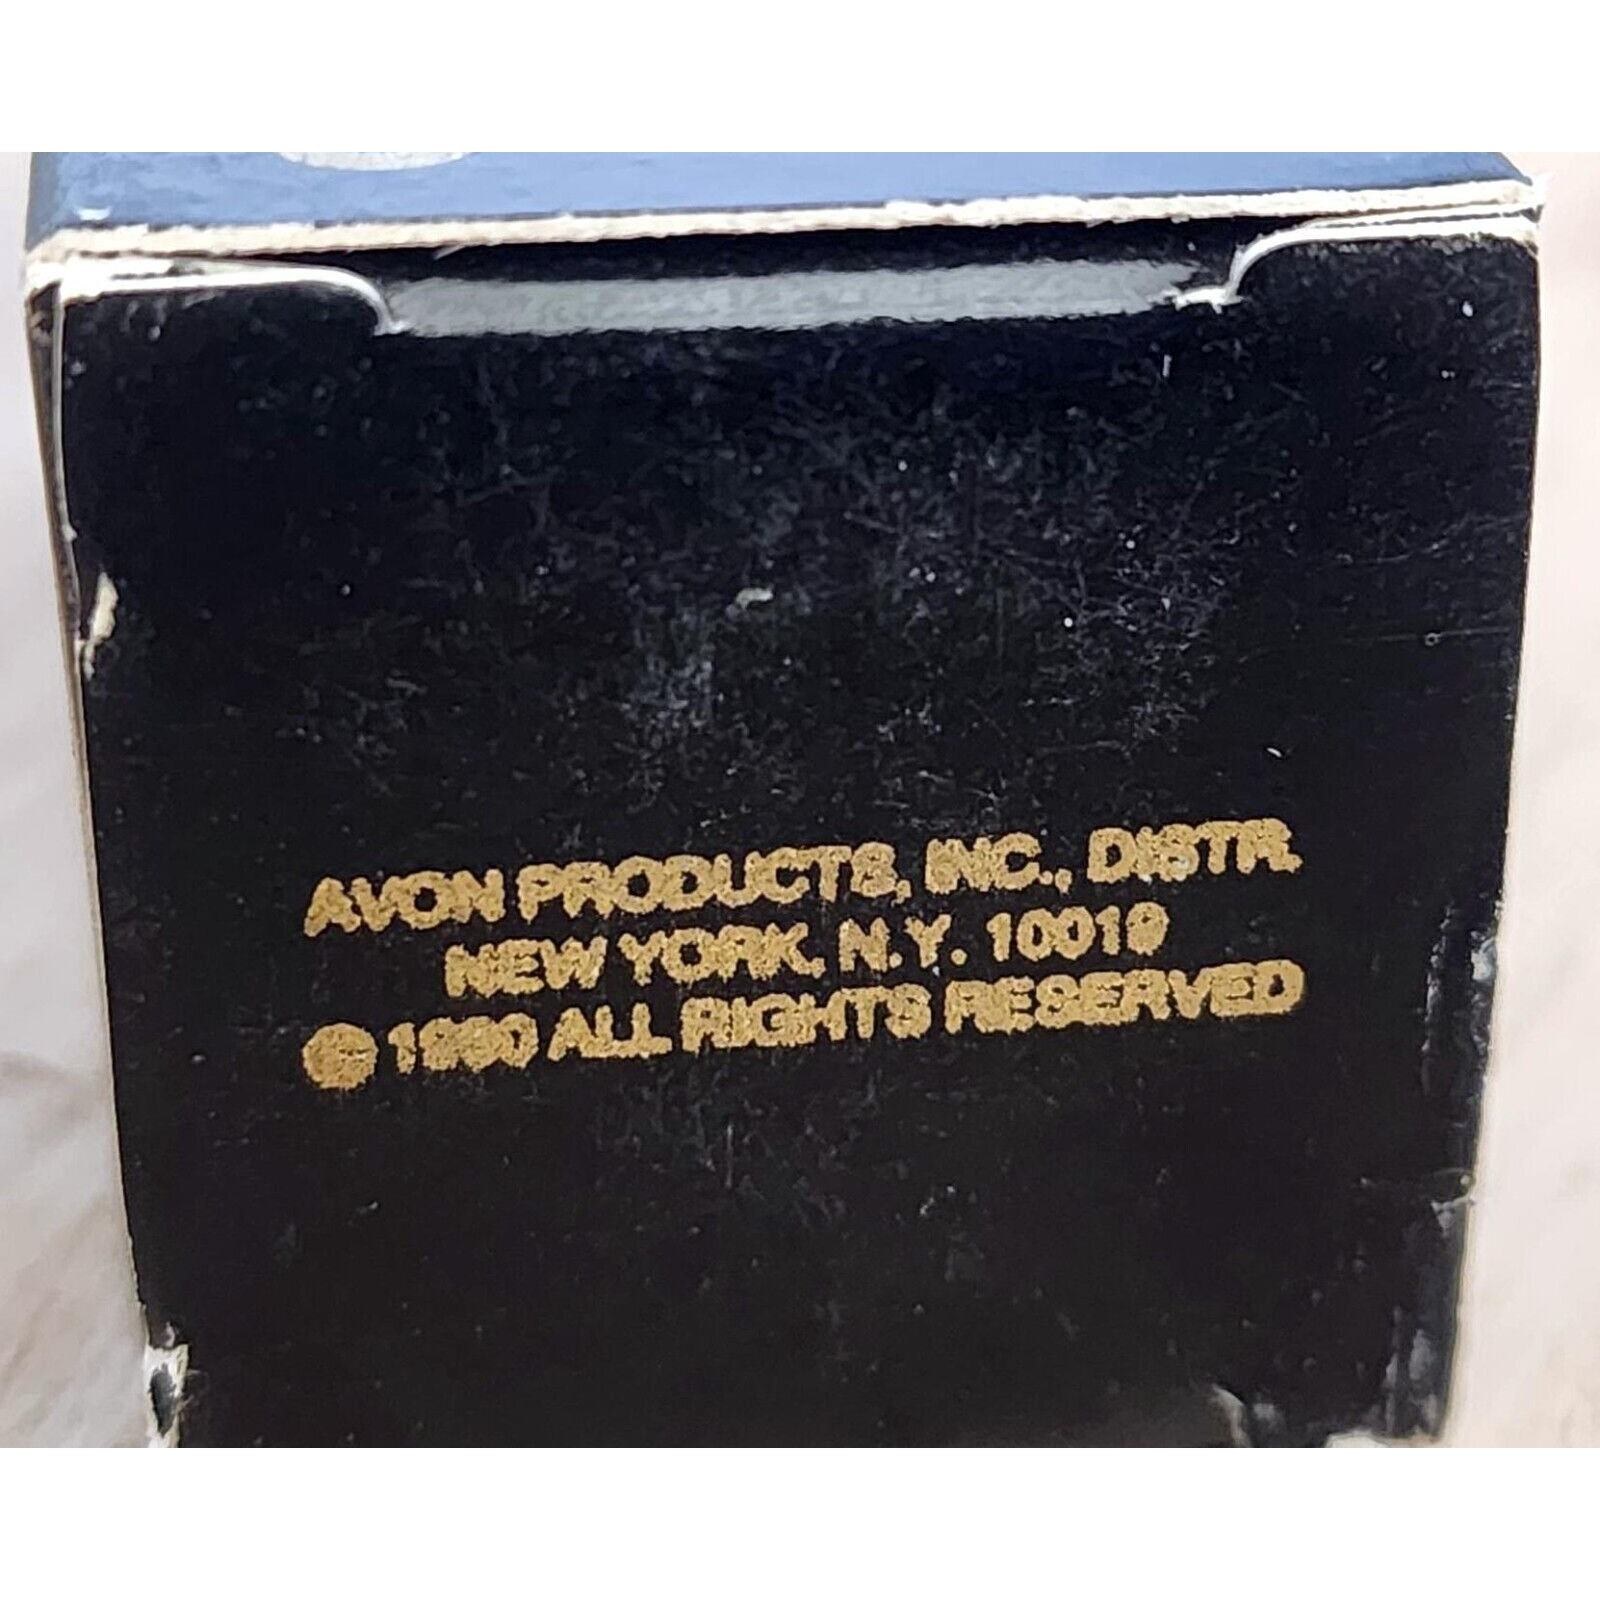 AVON PRODUCTS, INC., DISTR.
NEW YORK, N.Y. 10019
© ALL RIGHTS RESERVED